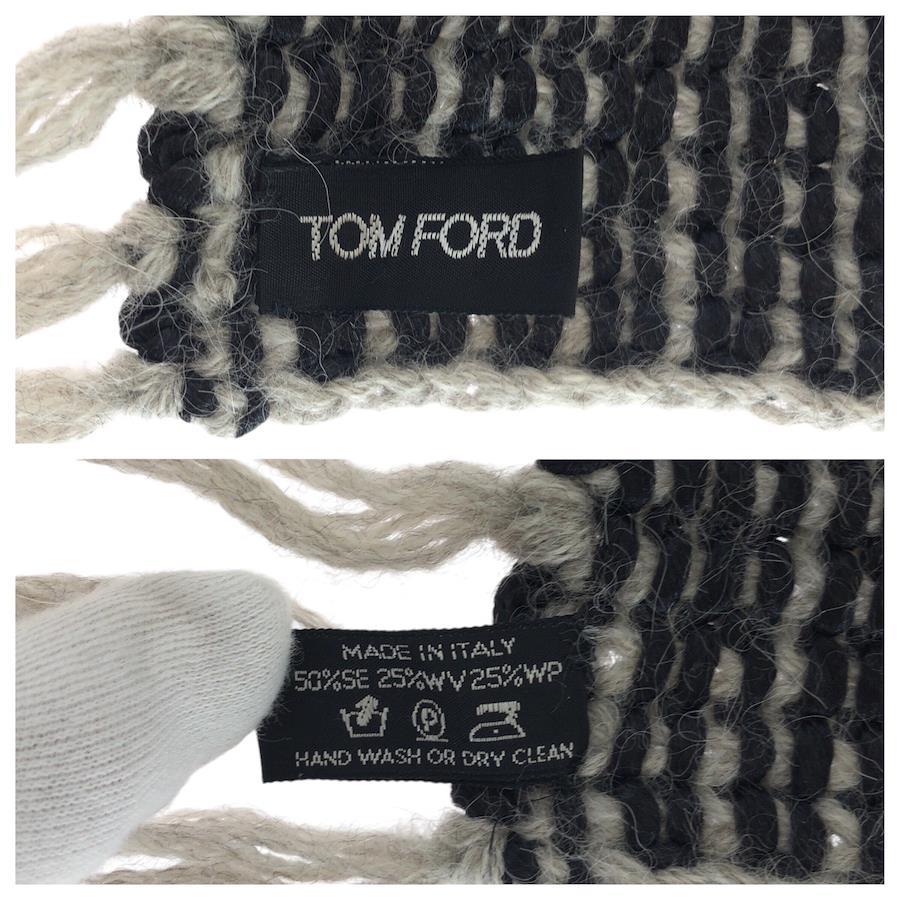 TOM FORD
MADE IN ITALY
50%SE 25%WV 25%WP
P
HAND WASH OR DRY CLEAN